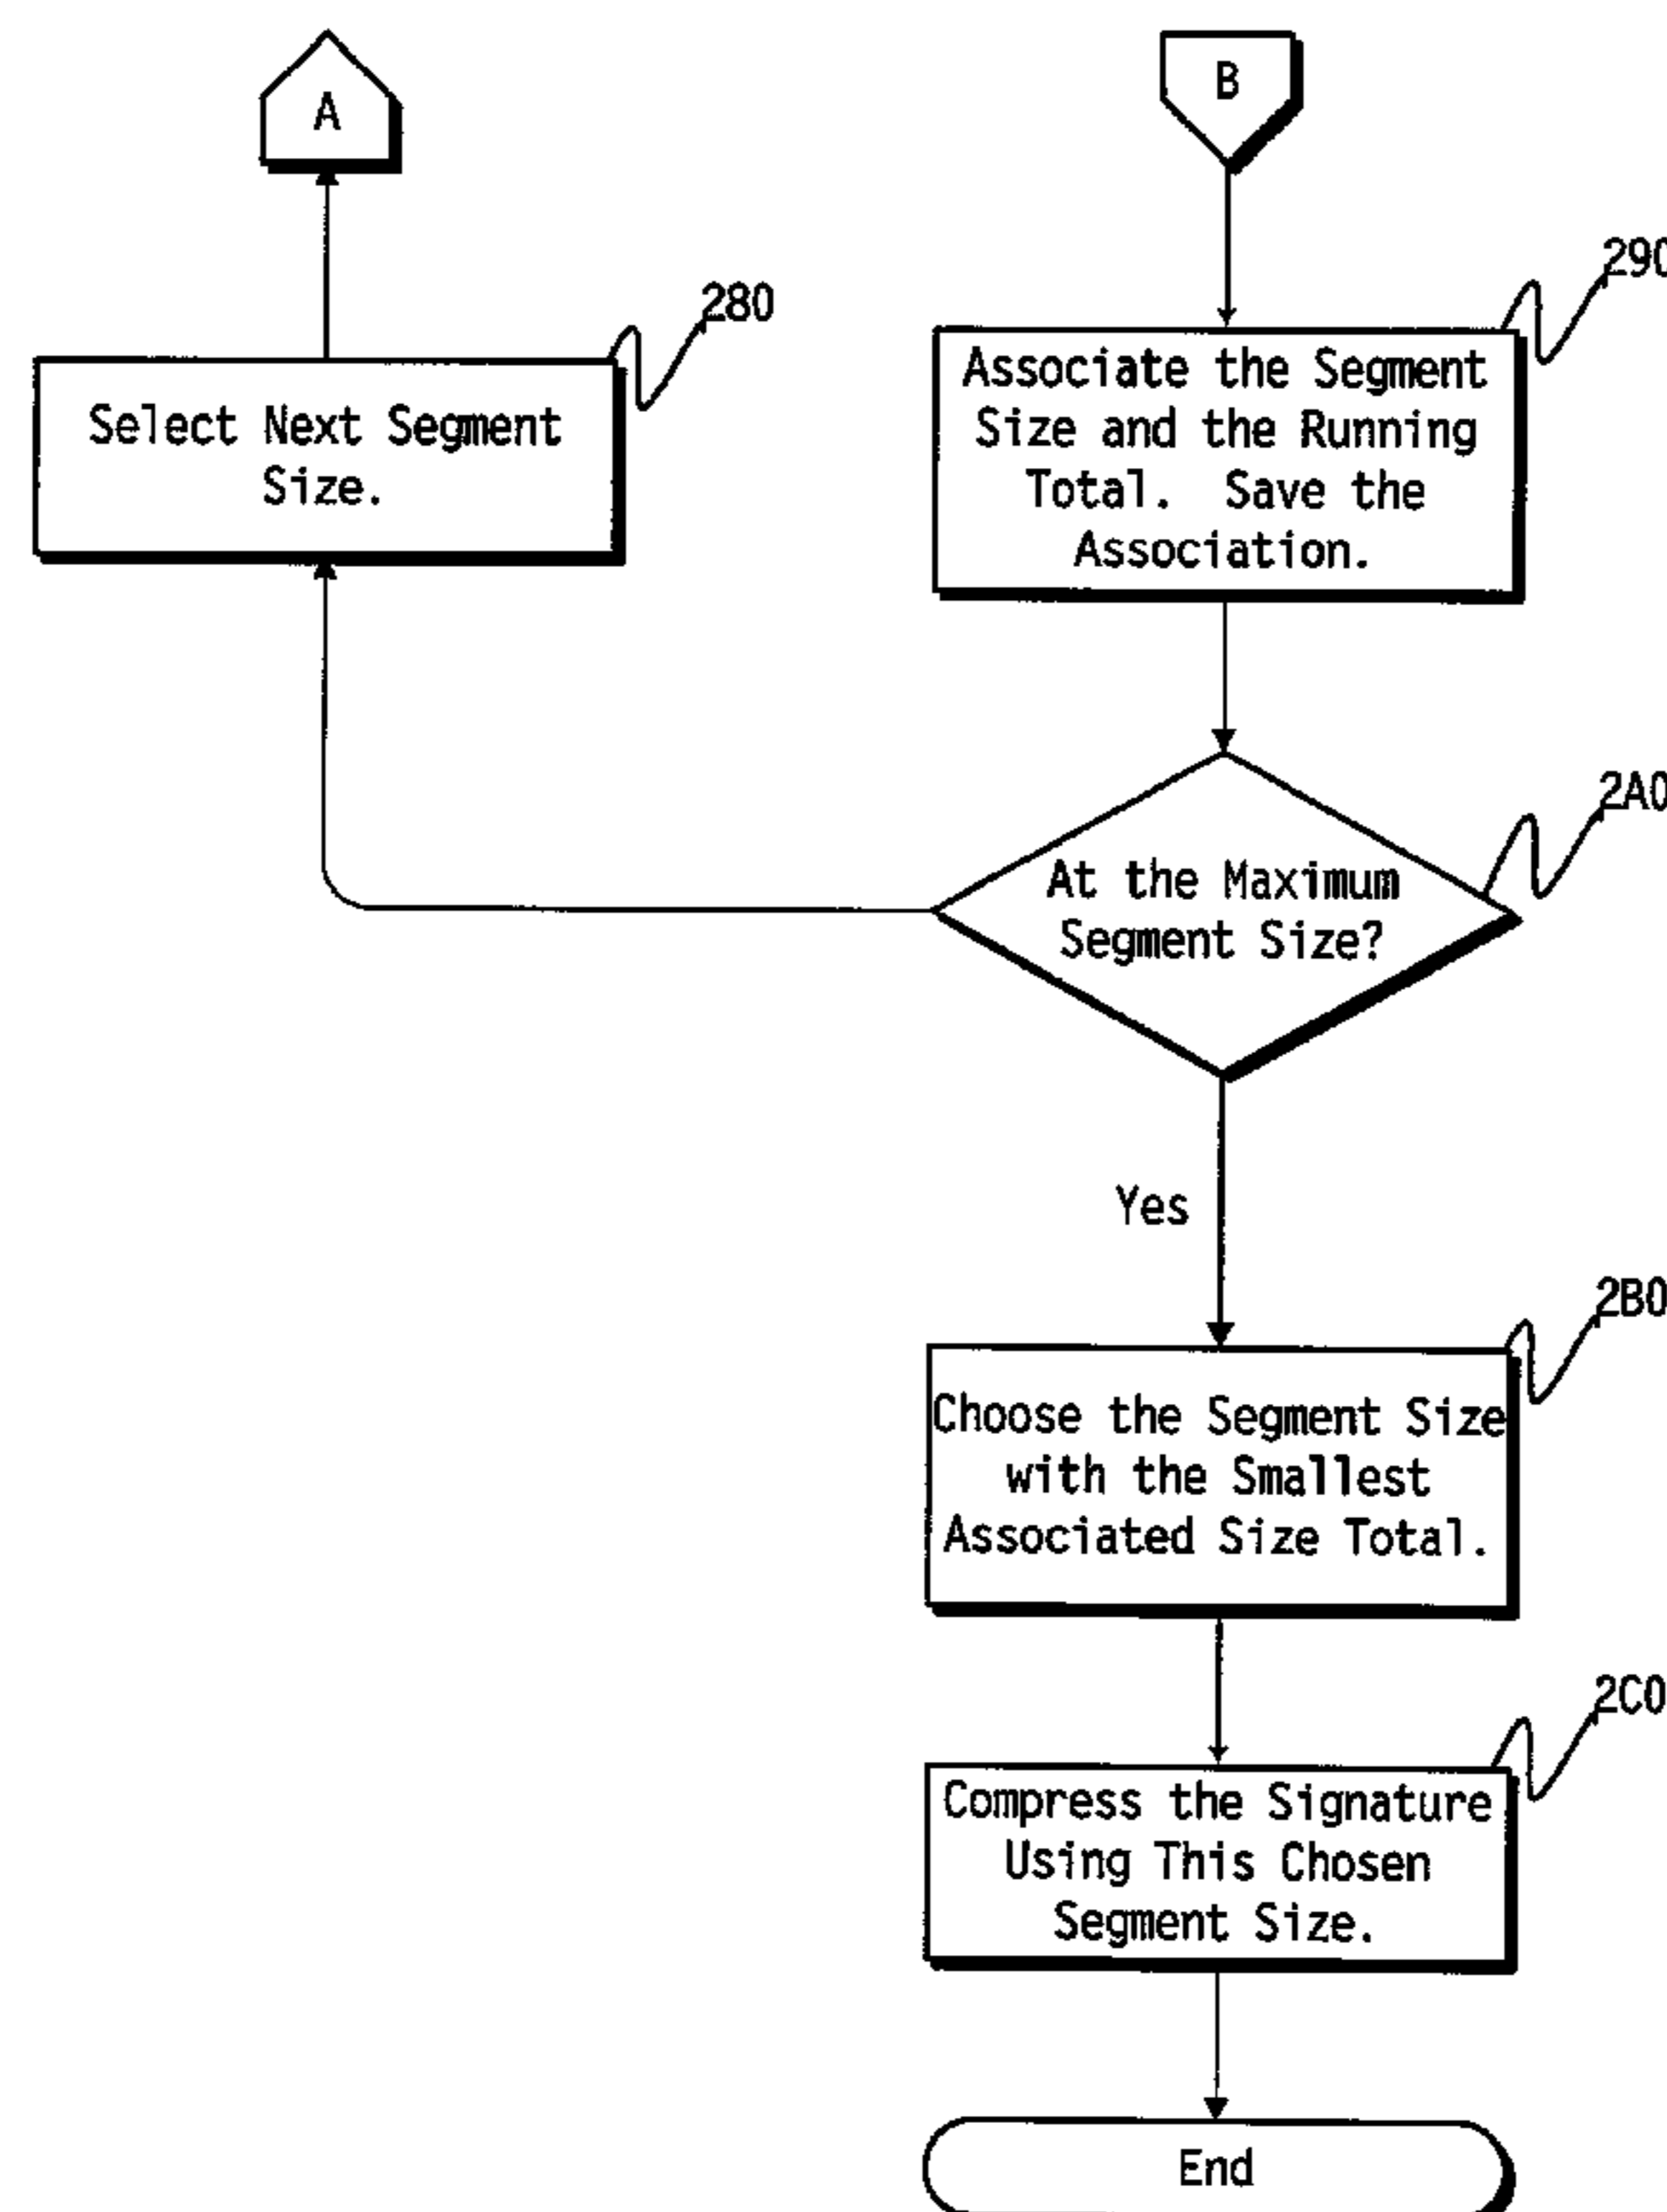 A
B
280
Select Next Segment
Size.
290
Associate the Segment
Size and the Running
Total. Save the
Association.
2A0
At the Maximum
Segment Size?
Yes
2B0
Choose the Segment Size
with the Smallest
Associated Size Total.
2C0
Compress the Signature
Using This Chosen
Segment Size.
End